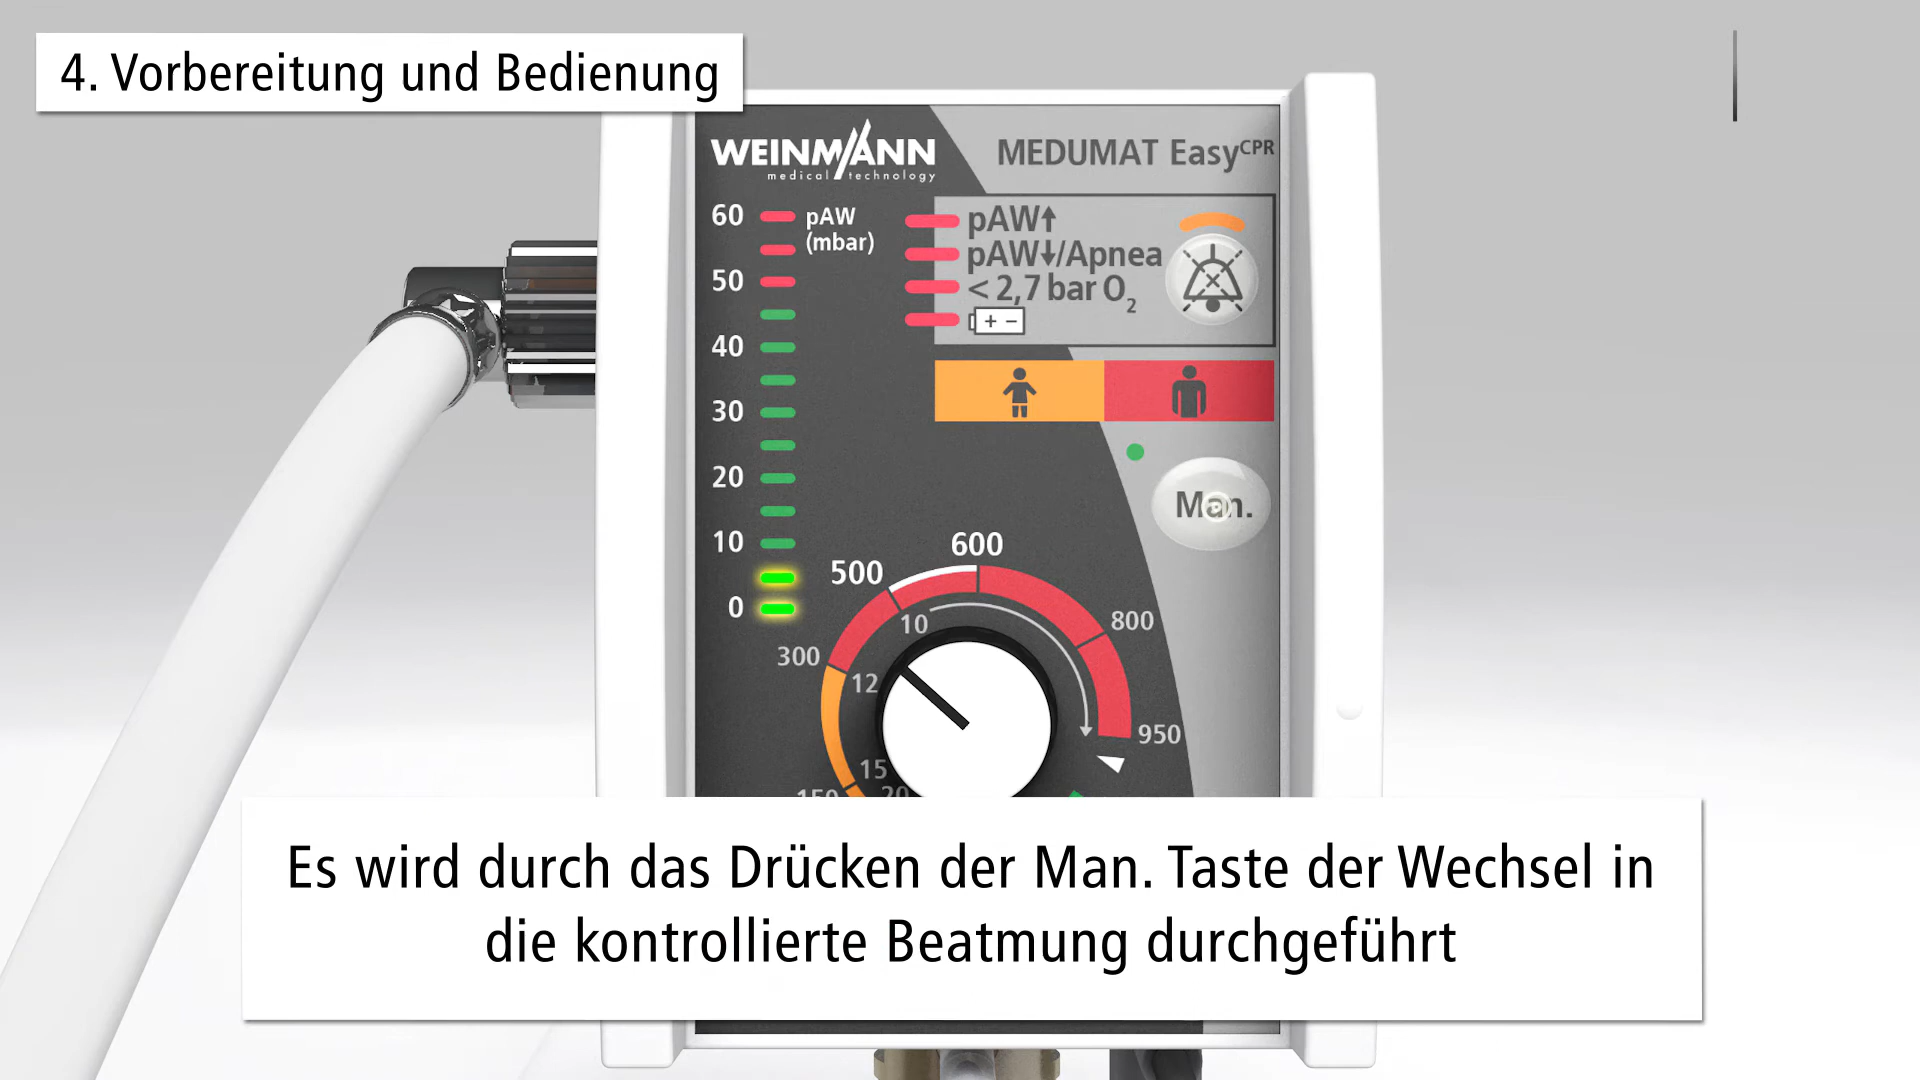 4. Vorbereitung und Bedienung
WEINMANN
medical technology
MEDUMAT Easy CPR
60
pAW
(mbar)
50
40
30
20
10
0
pAW↑
pAW↓/Apnea
< 2,7 bar O₂
+ −
Man.
600
500
800
300
950
10
12
15
20
150
Es wird durch das Drücken der Man. Taste der Wechsel in
die kontrollierte Beatmung durchgeführt